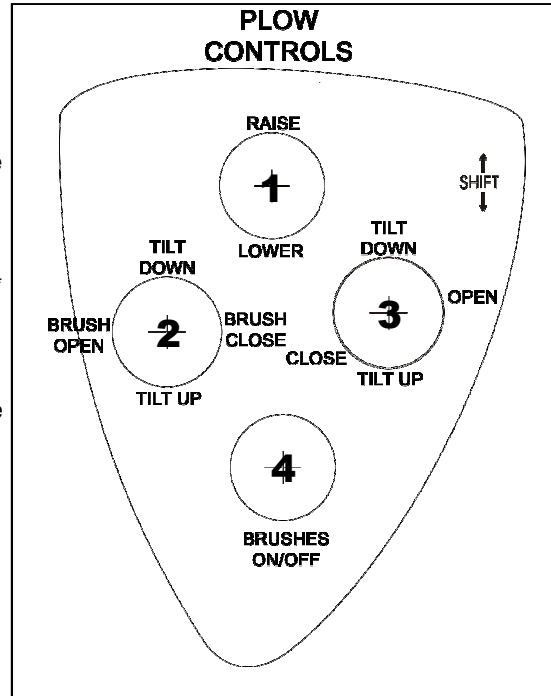 PLOW
CONTROLS
RAISE
1
SHIFT
LOWER
TILT
DOWN
TILT
DOWN
BRUSH
OPEN
2
BRUSH
CLOSE
3
OPEN
CLOSE
TILT UP
TILT UP
4
BRUSHES
ON/OFF